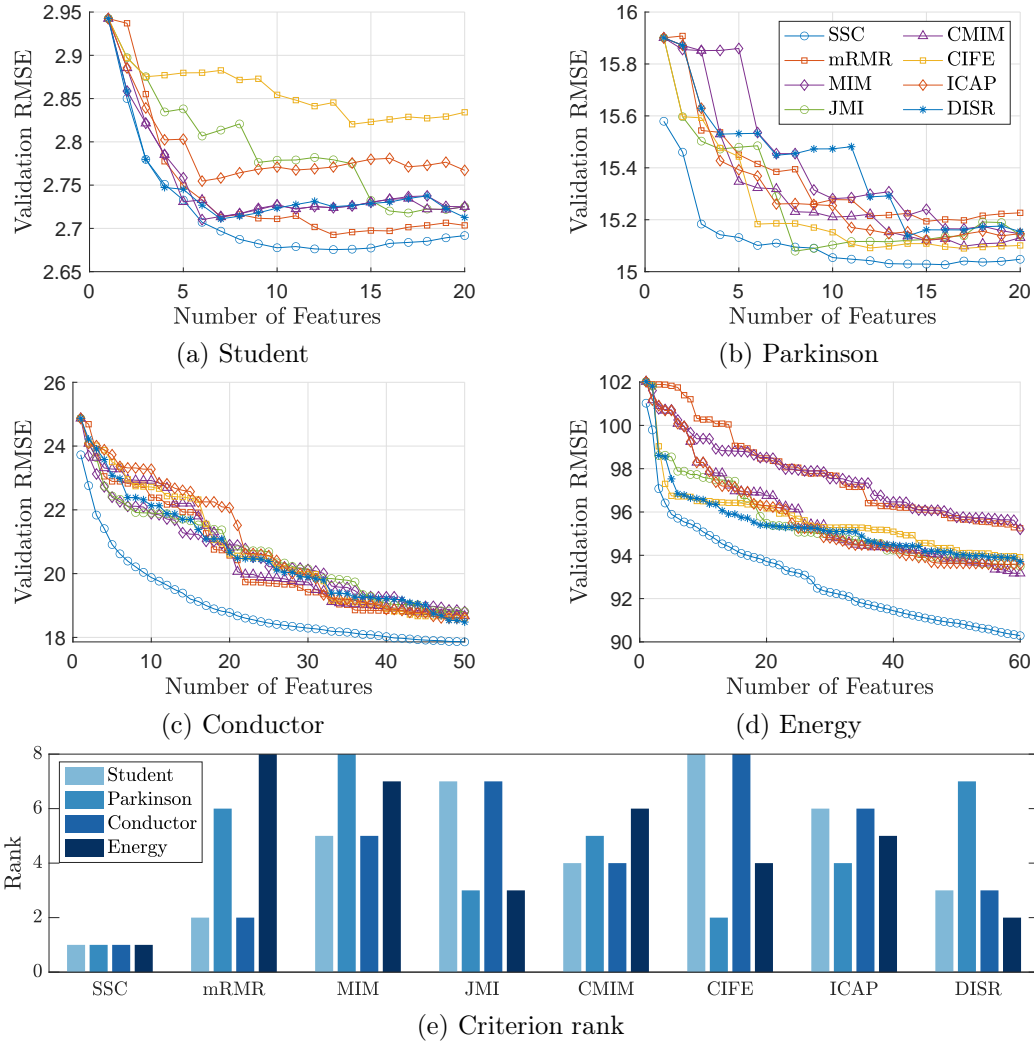 2.95
2.9
2.85
2.8
2.75
2.7
2.65
0
5
10
15
20
Validation RMSE
Number of Features
(a) Student
16
15.8
15.6
15.4
15.2
15
0
5
10
15
20
Validation RMSE
Number of Features
SSC
mRMR
MIM
JMI
CMIM
CIFE
ICAP
DISR
(b) Parkinson
26
24
22
20
18
0
10
20
30
40
50
Validation RMSE
Number of Features
(c) Conductor
102
100
98
96
94
92
90
0
20
40
60
Validation RMSE
Number of Features
(d) Energy
8
6
4
2
0
Rank
Student
Parkinson
Conductor
Energy
SSC
mRMR
MIM
JMI
CMIM
CIFE
ICAP
DISR
(e) Criterion rank